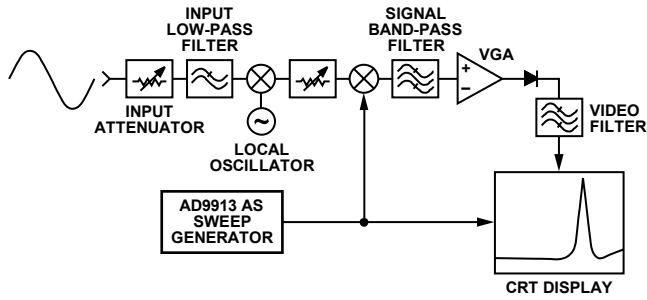 INPUT
LOW-PASS
FILTER
SIGNAL
BAND-PASS
FILTER
VGA
+
−
INPUT
ATTENUATOR
~
LOCAL
OSCILLATOR
VIDEO
FILTER
AD9913 AS
SWEEP
GENERATOR
CRT DISPLAY